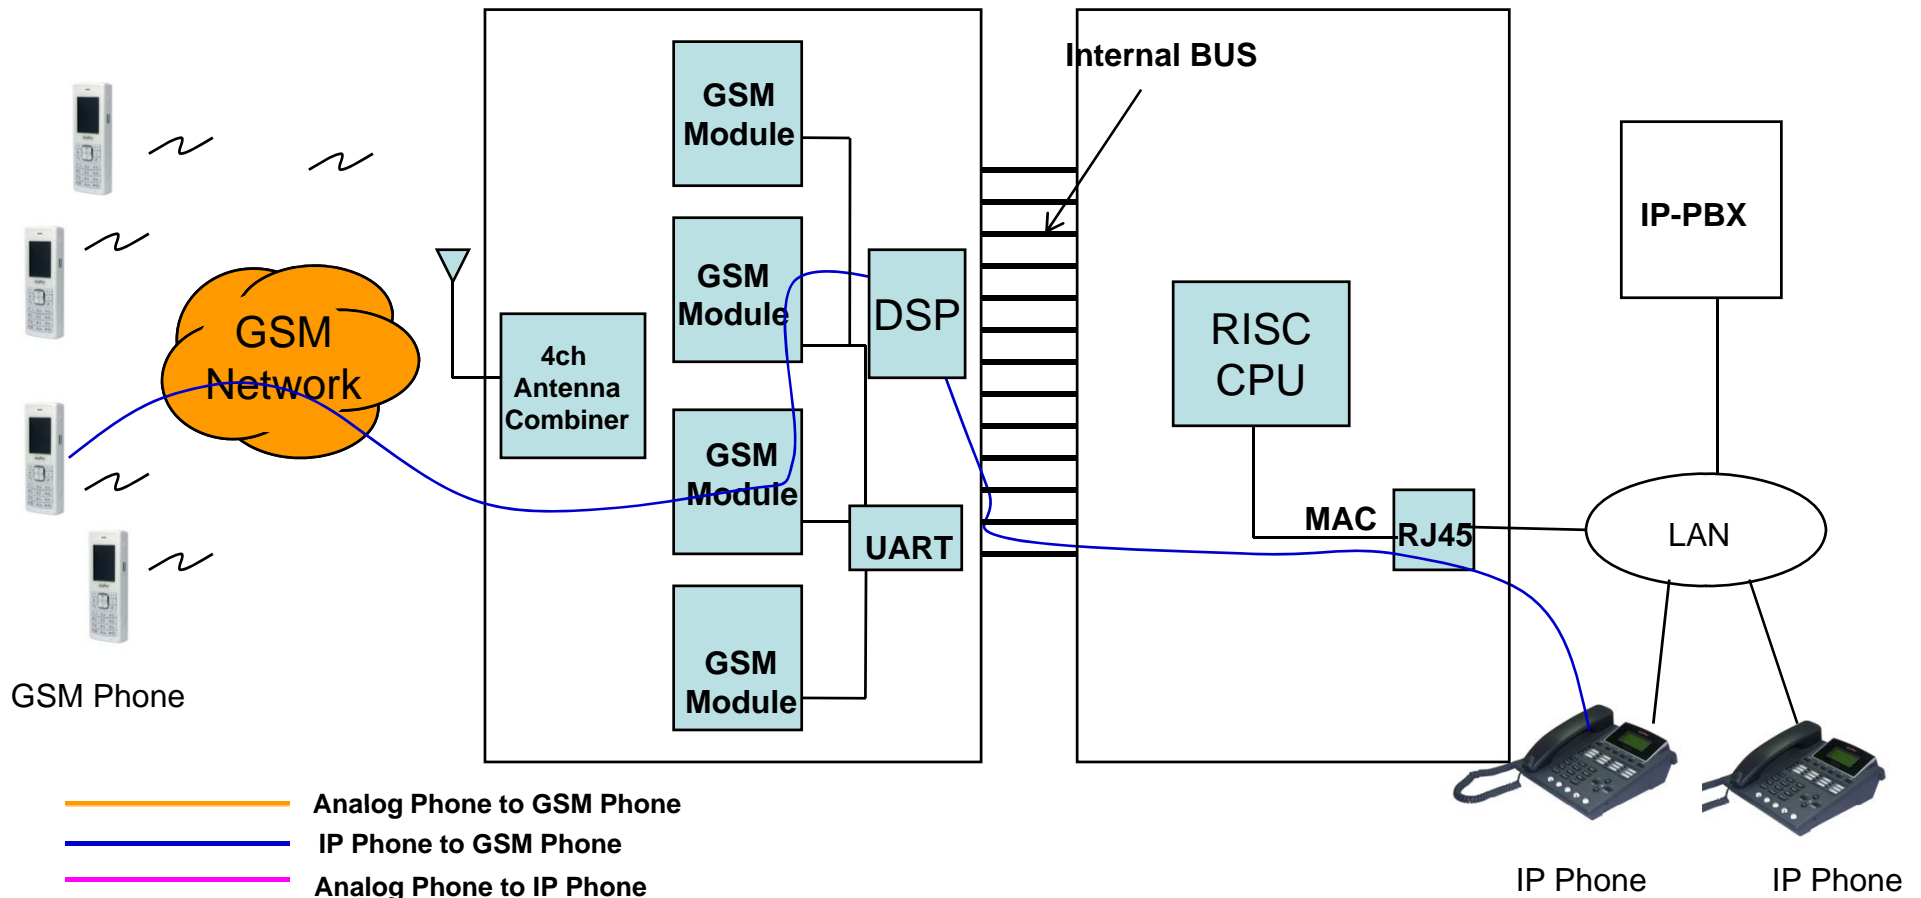 Internal BUS
GSM
Module
IP-PBX
GSM
Module
DSP
GSM
Network
RISC
CPU
4ch
Antenna
Combiner
GSM
Module
MAC
RJ45
LAN
UART
GSM
Module
GSM Phone
Analog Phone to GSM Phone
IP Phone to GSM Phone
Analog Phone to IP Phone
IP Phone
IP Phone